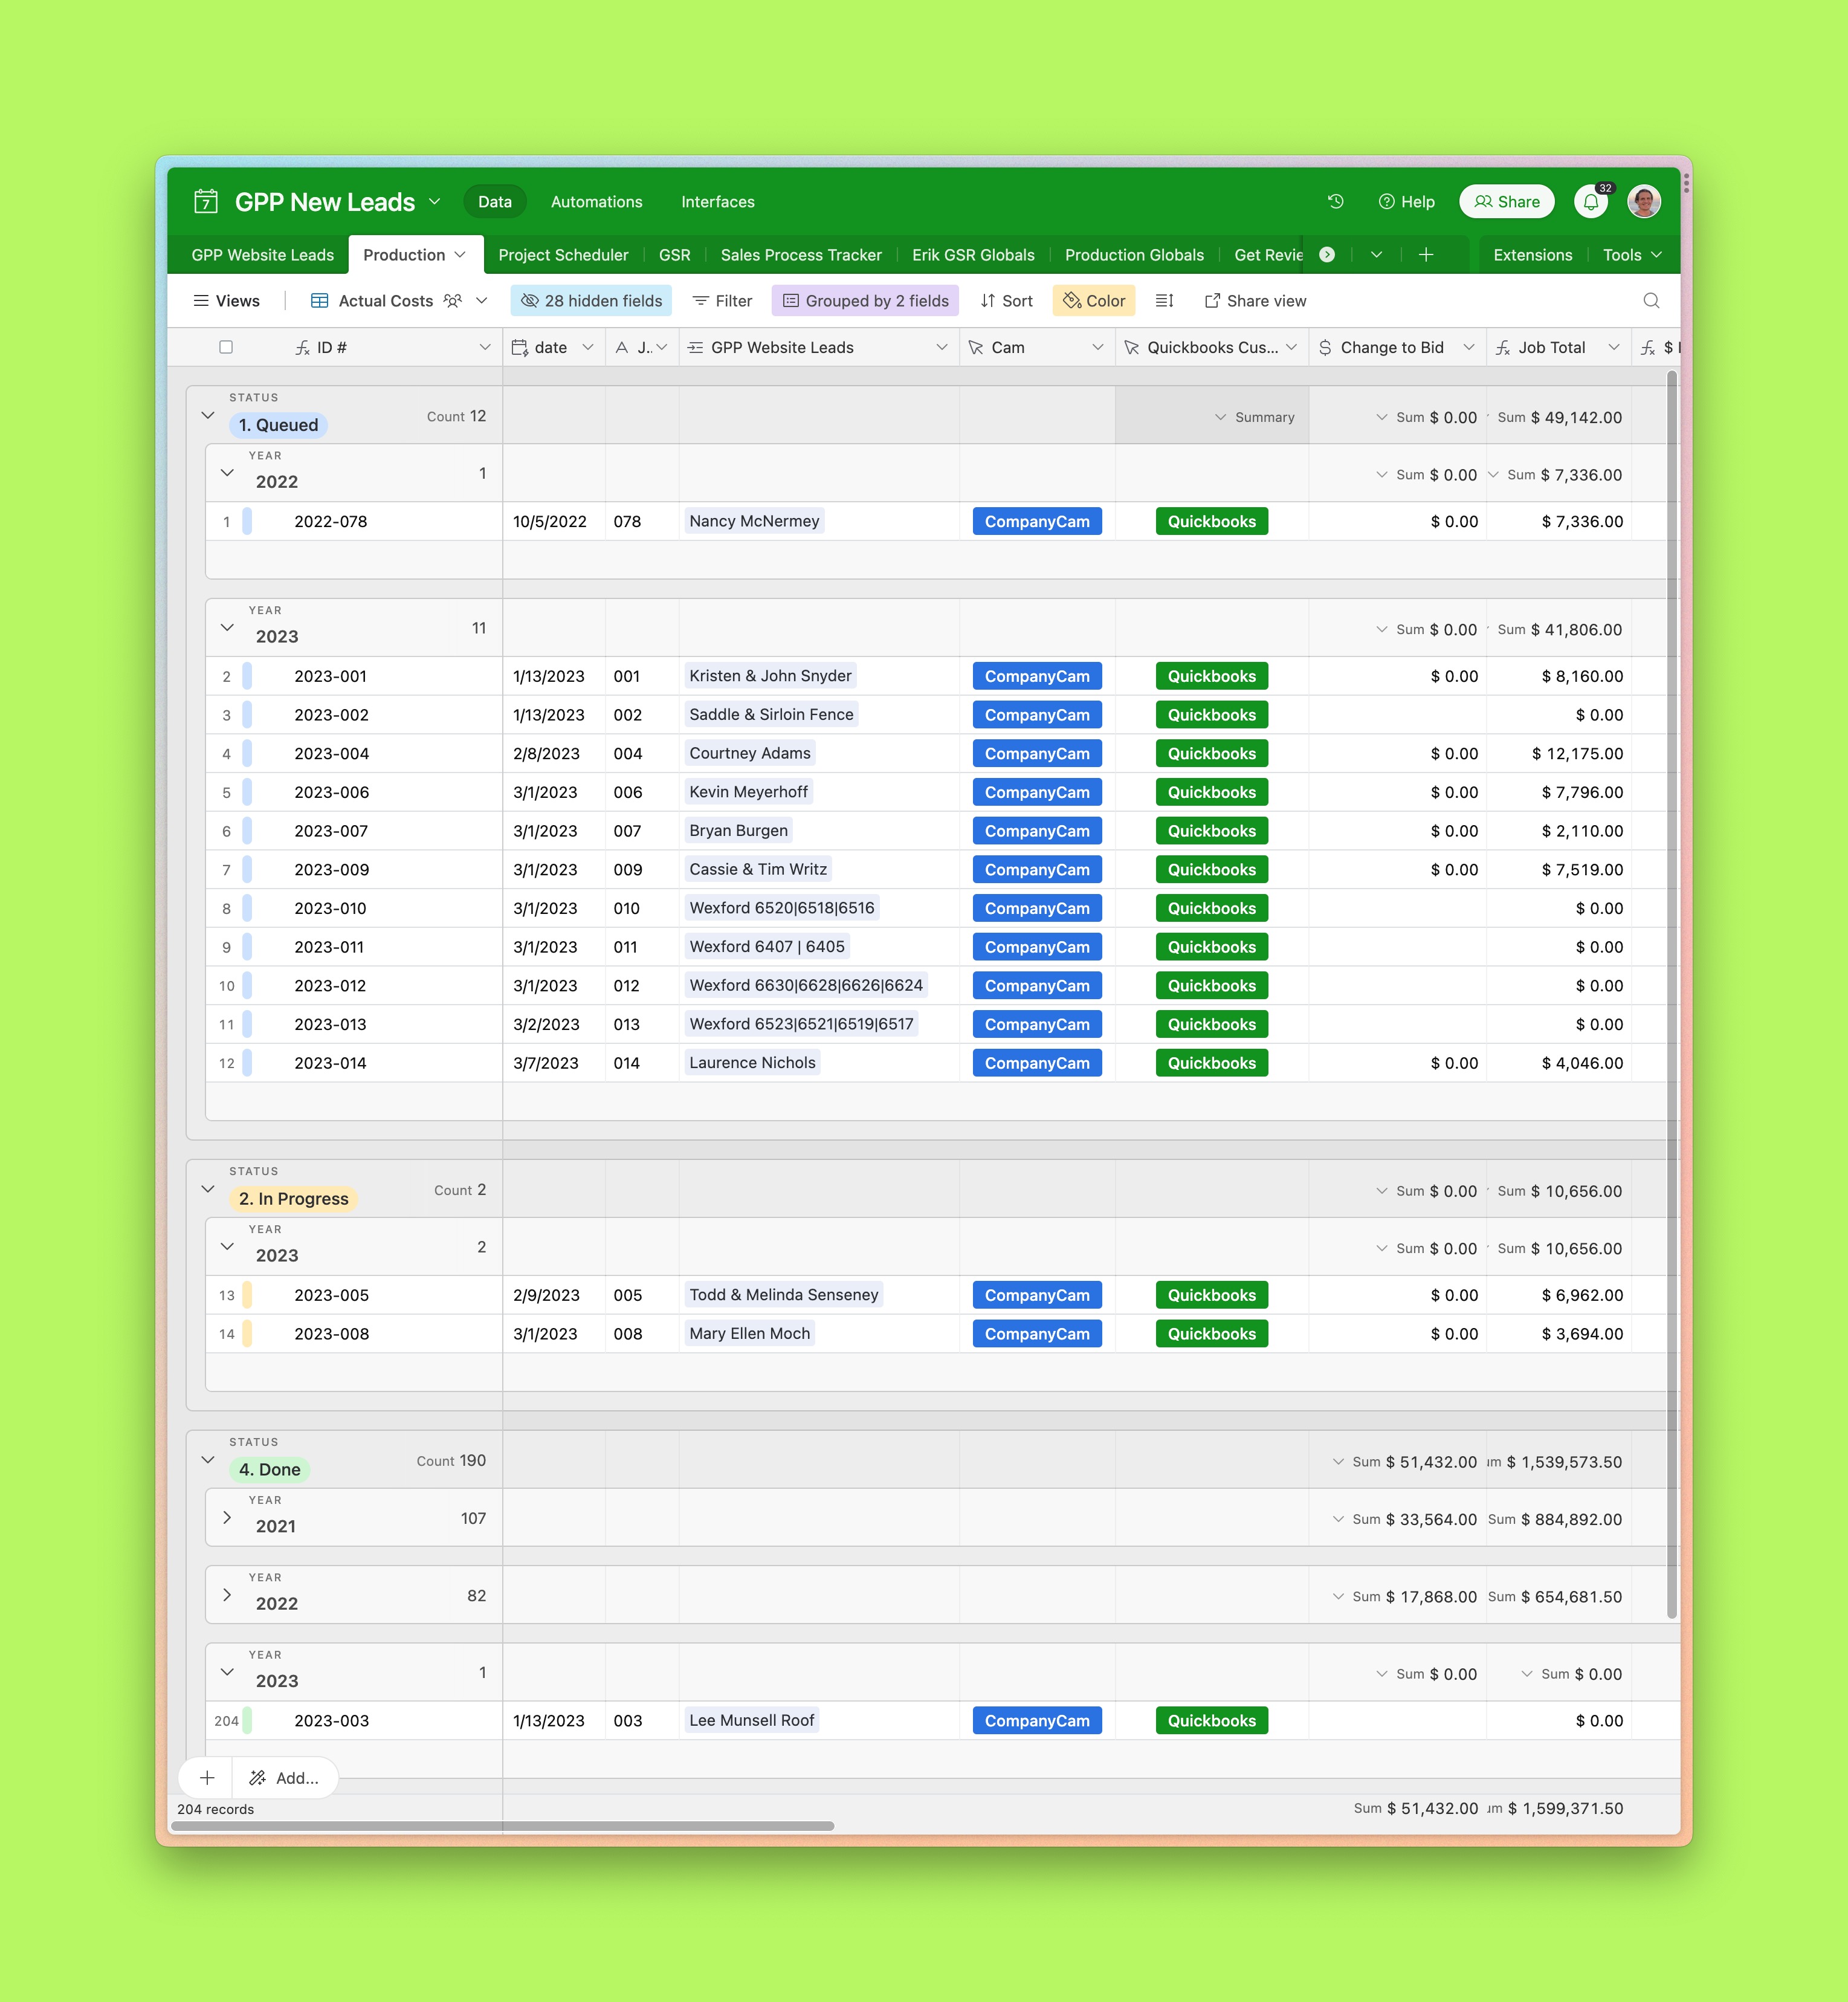 7 GPP New Leads Data Automations Interfaces Help Share 32
GPP Website Leads Production Project Scheduler GSR Sales Process Tracker Erik GSR Globals Production Globals Get Revie Extensions Tools
Views Actual Costs 28 hidden fields Filter Grouped by 2 fields Sort Color Share view
ID # date J.. GPP Website Leads Cam Quickbooks Cus... $ Change to Bid Job Total $
STATUS
1. Queued Count 12 Summary Sum $ 0.00 Sum $ 49,142.00
YEAR
2022 1 Sum $ 0.00 Sum $ 7,336.00
1 2022-078 10/5/2022 078 Nancy McNermey CompanyCam Quickbooks $ 0.00 $ 7,336.00
YEAR
2023 11 Sum $ 0.00 Sum $ 41,806.00
2 2023-001 1/13/2023 001 Kristen & John Snyder CompanyCam Quickbooks $ 0.00 $ 8,160.00
3 2023-002 1/13/2023 002 Saddle & Sirloin Fence CompanyCam Quickbooks $ 0.00
4 2023-004 2/8/2023 004 Courtney Adams CompanyCam Quickbooks $ 0.00 $ 12,175.00
5 2023-006 3/1/2023 006 Kevin Meyerhoff CompanyCam Quickbooks $ 0.00 $ 7,796.00
6 2023-007 3/1/2023 007 Bryan Burgen CompanyCam Quickbooks $ 0.00 $ 2,110.00
7 2023-009 3/1/2023 009 Cassie & Tim Writz CompanyCam Quickbooks $ 0.00 $ 7,519.00
8 2023-010 3/1/2023 010 Wexford 6520|6518|6516 CompanyCam Quickbooks $ 0.00
9 2023-011 3/1/2023 011 Wexford 6407 | 6405 CompanyCam Quickbooks $ 0.00
10 2023-012 3/1/2023 012 Wexford 6630|6628|6626|6624 CompanyCam Quickbooks $ 0.00
11 2023-013 3/2/2023 013 Wexford 6523|6521|6519|6517 CompanyCam Quickbooks $ 0.00
12 2023-014 3/7/2023 014 Laurence Nichols CompanyCam Quickbooks $ 0.00 $ 4,046.00
STATUS
2. In Progress Count 2 Sum $ 0.00 Sum $ 10,656.00
YEAR
2023 2 Sum $ 0.00 Sum $ 10,656.00
13 2023-005 2/9/2023 005 Todd & Melinda Senseney CompanyCam Quickbooks $ 0.00 $ 6,962.00
14 2023-008 3/1/2023 008 Mary Ellen Moch CompanyCam Quickbooks $ 0.00 $ 3,694.00
STATUS
4. Done Count 190 Sum $ 51,432.00 um $ 1,539,573.50
YEAR
2021 107 Sum $ 33,564.00 Sum $ 884,892.00
YEAR
2022 82 Sum $ 17,868.00 Sum $ 654,681.50
YEAR
2023 1 Sum $ 0.00 Sum $ 0.00
204 2023-003 1/13/2023 003 Lee Munsell Roof CompanyCam Quickbooks $ 0.00
+ Add...
204 records Sum $ 51,432.00 um $ 1,599,371.50